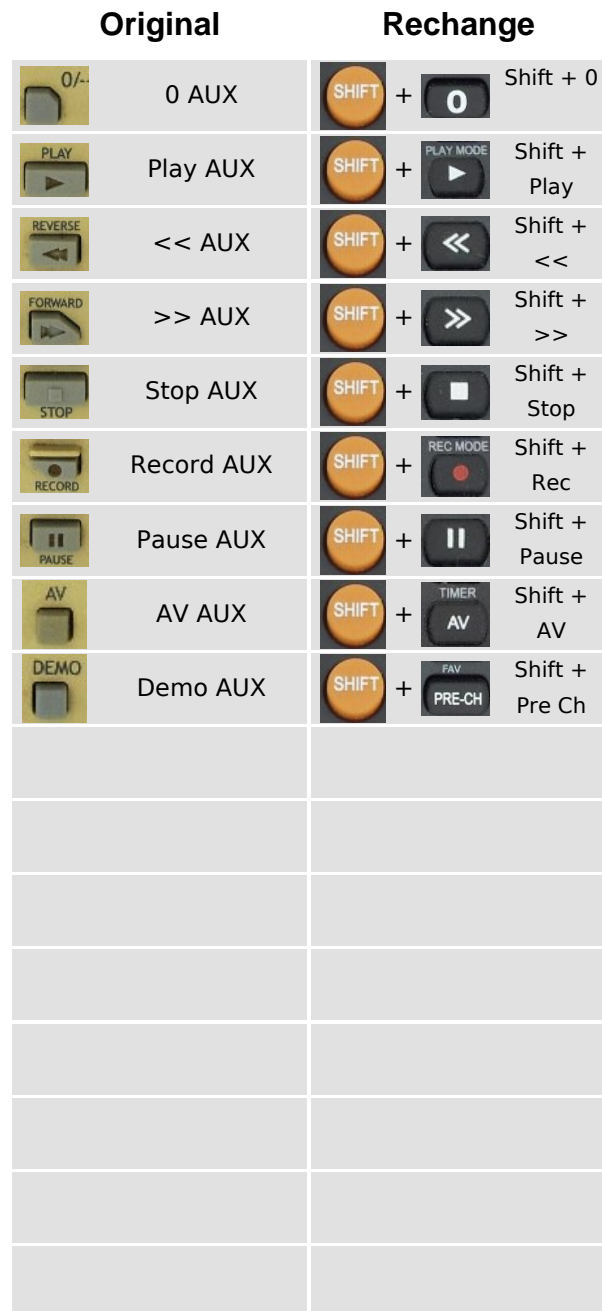 Original Rechange
0/-- 0 AUX SHIFT + 0 Shift + 0
PLAY Play AUX SHIFT + PLAY MODE Shift +
Play
REVERSE << AUX SHIFT + Shift +
<<
FORWARD >> AUX SHIFT + Shift +
>>
STOP Stop AUX SHIFT + Shift +
Stop
RECORD Record AUX SHIFT + REC MODE Shift +
Rec
PAUSE Pause AUX SHIFT + Shift +
Pause
AV AV AUX SHIFT + TIMER AV Shift +
AV
DEMO Demo AUX SHIFT + FAV PRE-CH Shift +
Pre Ch